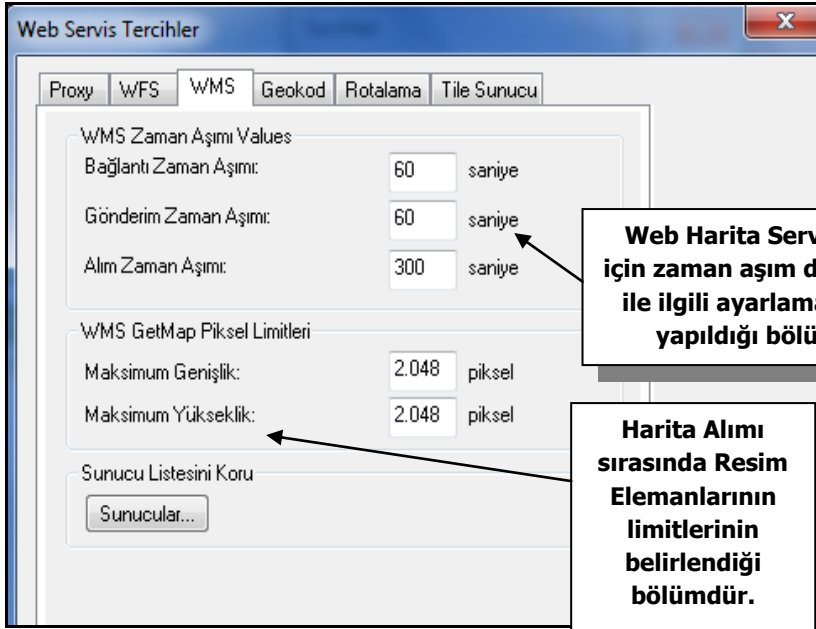 Web Servis Tercihler
Proxy WFS WMS Geokod Rotalama Tile Sunucu
WMS Zaman Aşımı Values
Bağlantı Zaman Aşımı: 60 saniye
Gönderim Zaman Aşımı: 60 saniye
Alım Zaman Aşımı: 300 saniye
WMS GetMap Piksel Limitleri
Maksimum Genişlik: 2.048 piksel
Maksimum Yükseklik: 2.048 piksel
Sunucu Listesini Koru
Sunucular...
Web Harita
için zaman aşım
ile ilgili
yapıldığı
Harita Alımı
sırasında Resim
Elemanlarının
limitlerinin
belirlendiği
bölümdür.